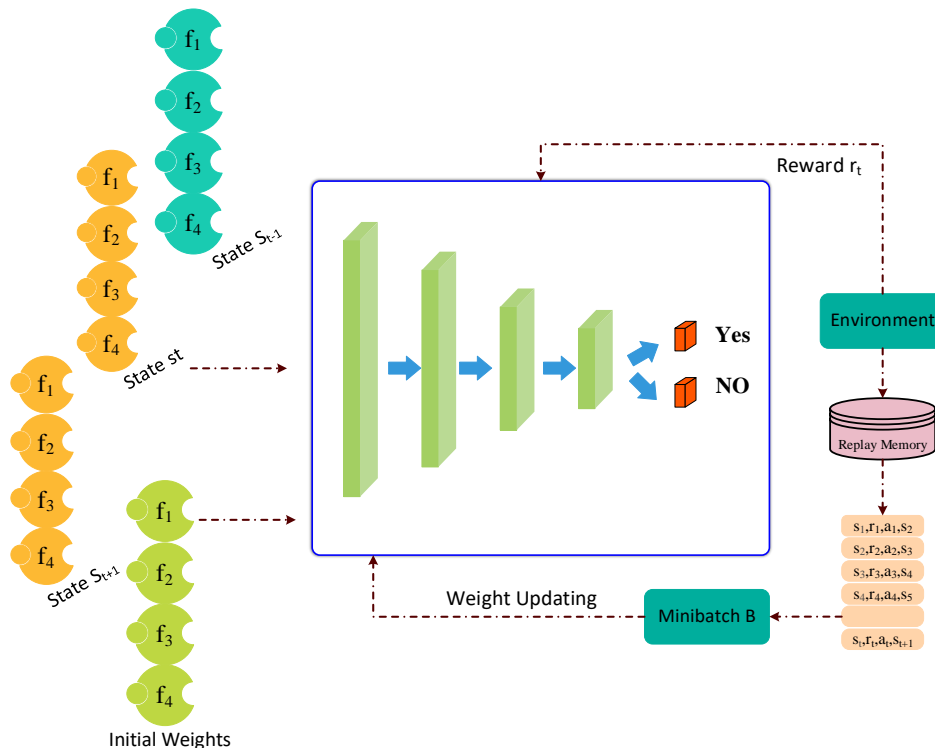 f₁
f₂
f₃
f₄
State Sₜ₋₁
f₁
f₂
f₃
f₄
State st
f₁
f₂
f₃
f₄
State Sₜ₊₁
f₁
f₂
f₃
f₄
Initial Weights
Yes
NO
Reward rₜ
Environment
Replay Memory
s₁,r₁,a₁,s₂
s₂,r₂,a₂,s₃
s₃,r₃,a₃,s₄
s₄,r₄,a₄,s₅
sₜ,rₜ,aₜ,sₜ₊₁
Minibatch B
Weight Updating